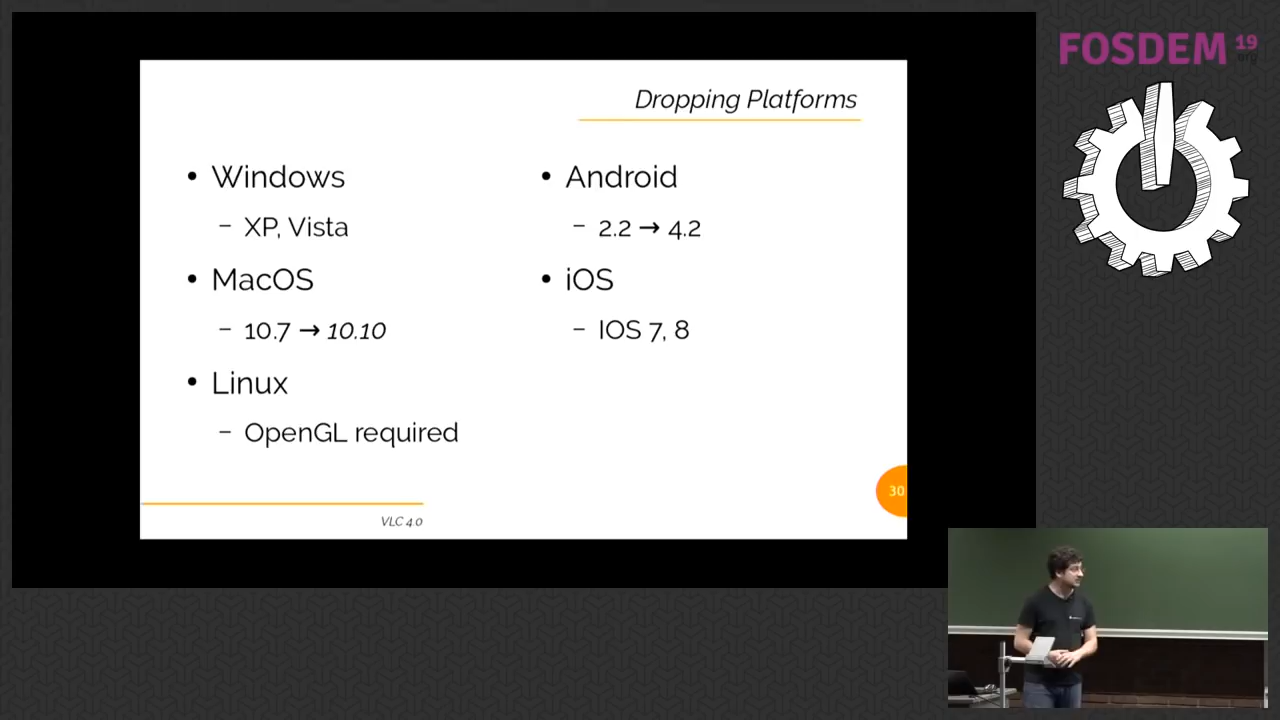 FOSDEM 19
.org
Dropping Platforms
• Windows
– XP, Vista
• MacOS
– 10.7 → 10.10
• Linux
– OpenGL required
• Android
– 2.2 → 4.2
• iOS
– IOS 7, 8
30
VLC 4.0